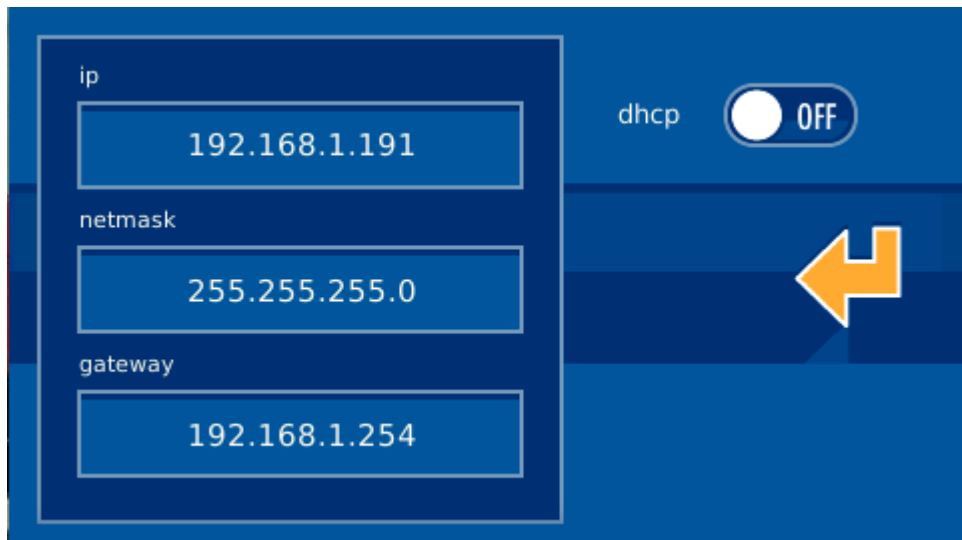 ip
192.168.1.191
dhcp
OFF
netmask
255.255.255.0
gateway
192.168.1.254